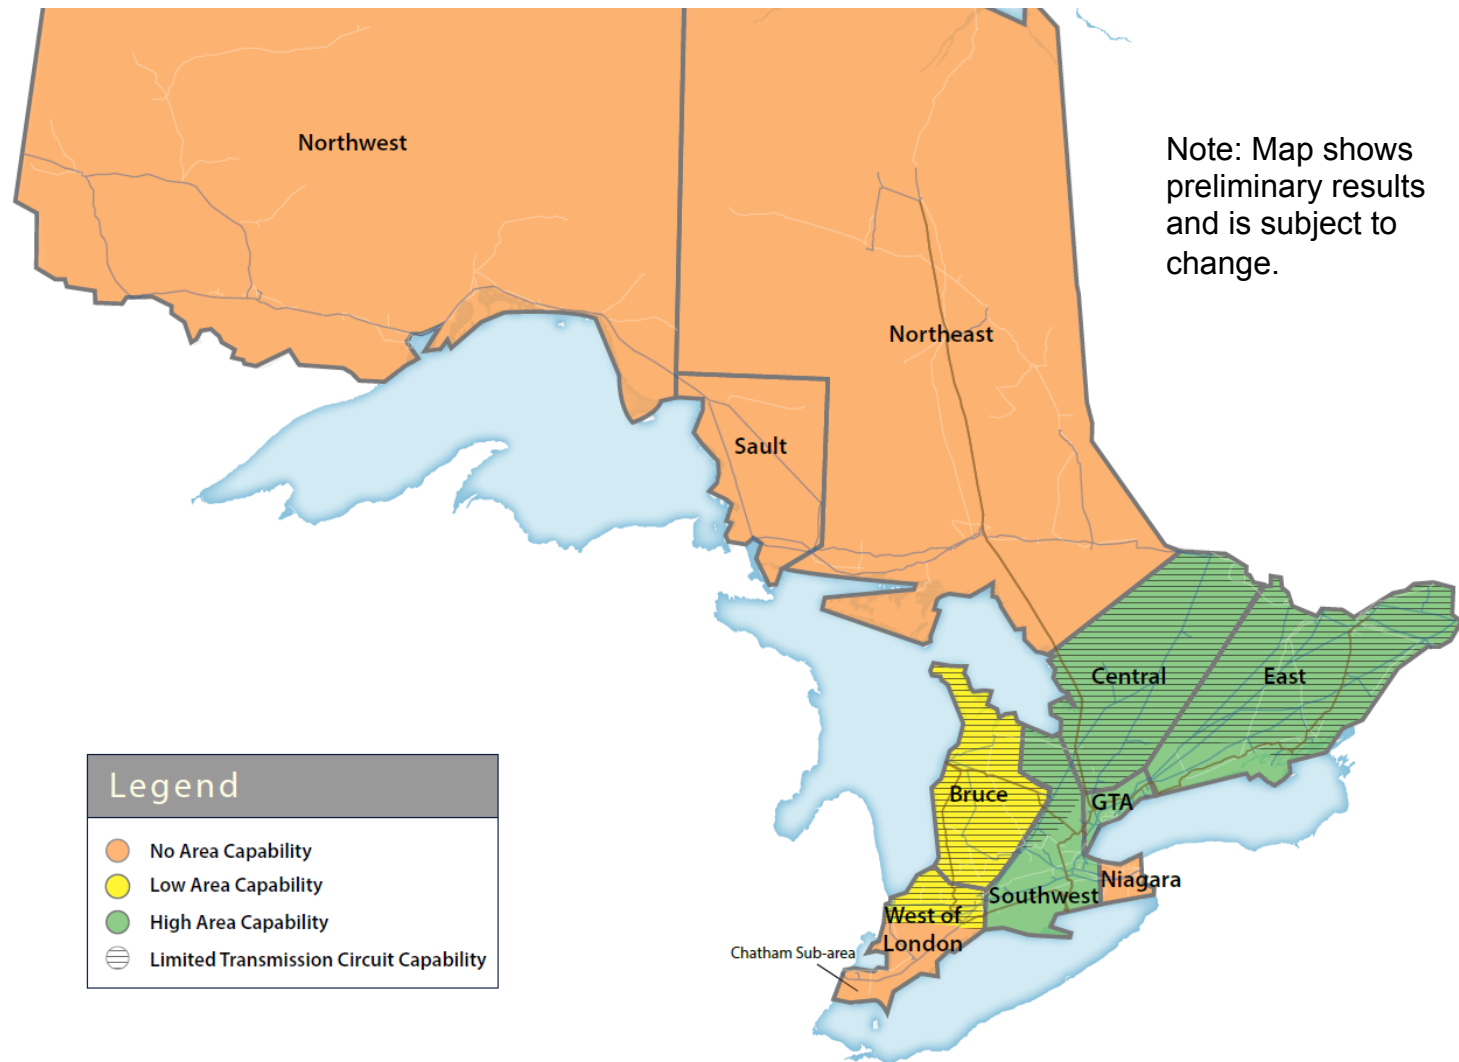 Northwest
Note: Map shows
preliminary results
and is subject to
change.
Northeast
Sault
Central
East
Bruce
GTA
Niagara
Southwest
West of
London
Chatham Sub-area
Legend
No Area Capability
Low Area Capability
High Area Capability
Limited Transmission Circuit Capability